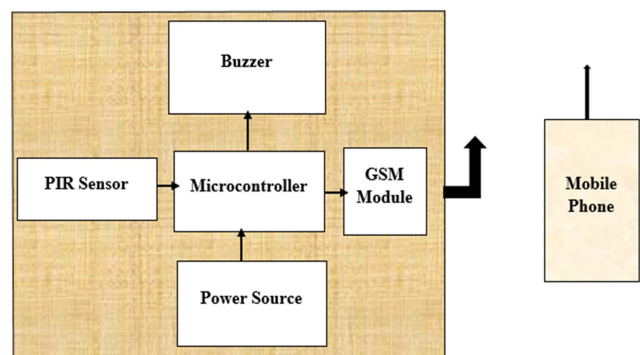 Buzzer
PIR Sensor
Microcontroller
GSM
Module
Power Source
Mobile
Phone